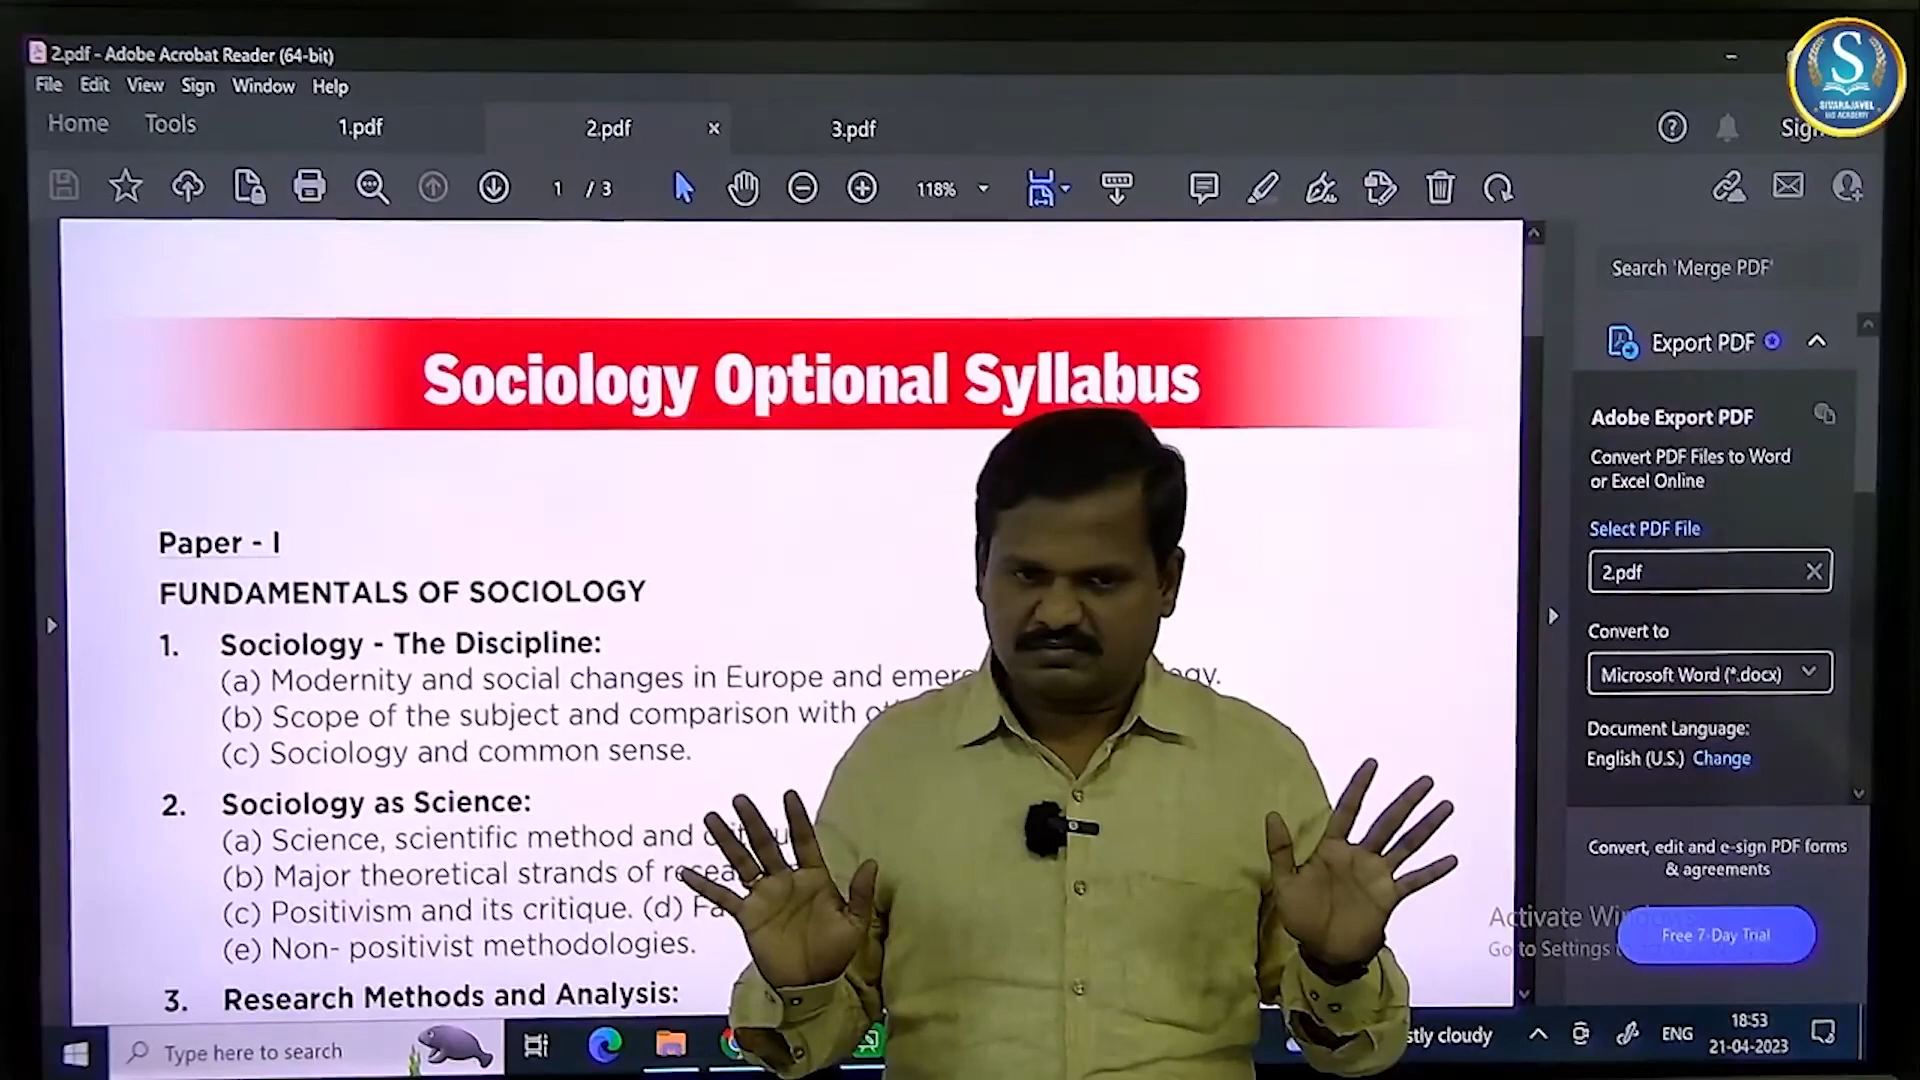 2.pdf - Adobe Acrobat Reader (64-bit)
File Edit View Sign Window Help
Home Tools 1.pdf 2.pdf × 3.pdf
S
SIVARAJAVEL
IAS ACADEMY
1 / 3 118%
Search 'Merge PDF'
Export PDF
Sociology Optional Syllabus
Adobe Export PDF
Convert PDF Files to Word
or Excel Online
Select PDF File
2.pdf
Convert to
Microsoft Word (*.docx)
Document Language:
English (U.S.) Change
Convert, edit and e-sign PDF forms
& agreements
Free 7-Day Trial
Activate
Go to Settings
Paper - I
FUNDAMENTALS OF SOCIOLOGY
1. Sociology - The Discipline:
(a) Modernity and social changes in Europe and
(b) Scope of the subject and comparison with
(c) Sociology and common sense.
2. Sociology as Science:
(a) Science, scientific method and
(b) Major theoretical strands of
(c) Positivism and its critique. (d)
(e) Non- positivist methodologies.
3. Research Methods and Analysis:
Type here to search
cloudy
ENG
18:53
21-04-2023